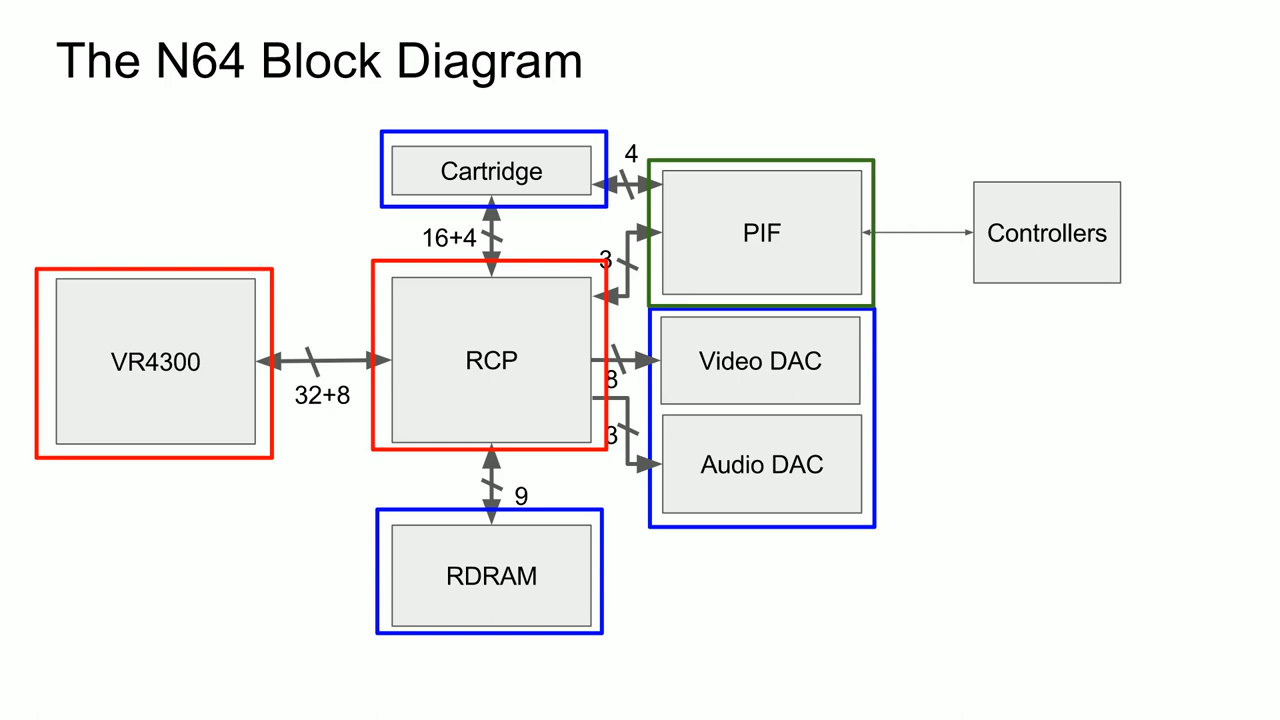 The N64 Block Diagram
4
Cartridge
16+4
PIF
Controllers
3
VR4300
32+8
RCP
Video DAC
8
3
Audio DAC
9
RDRAM